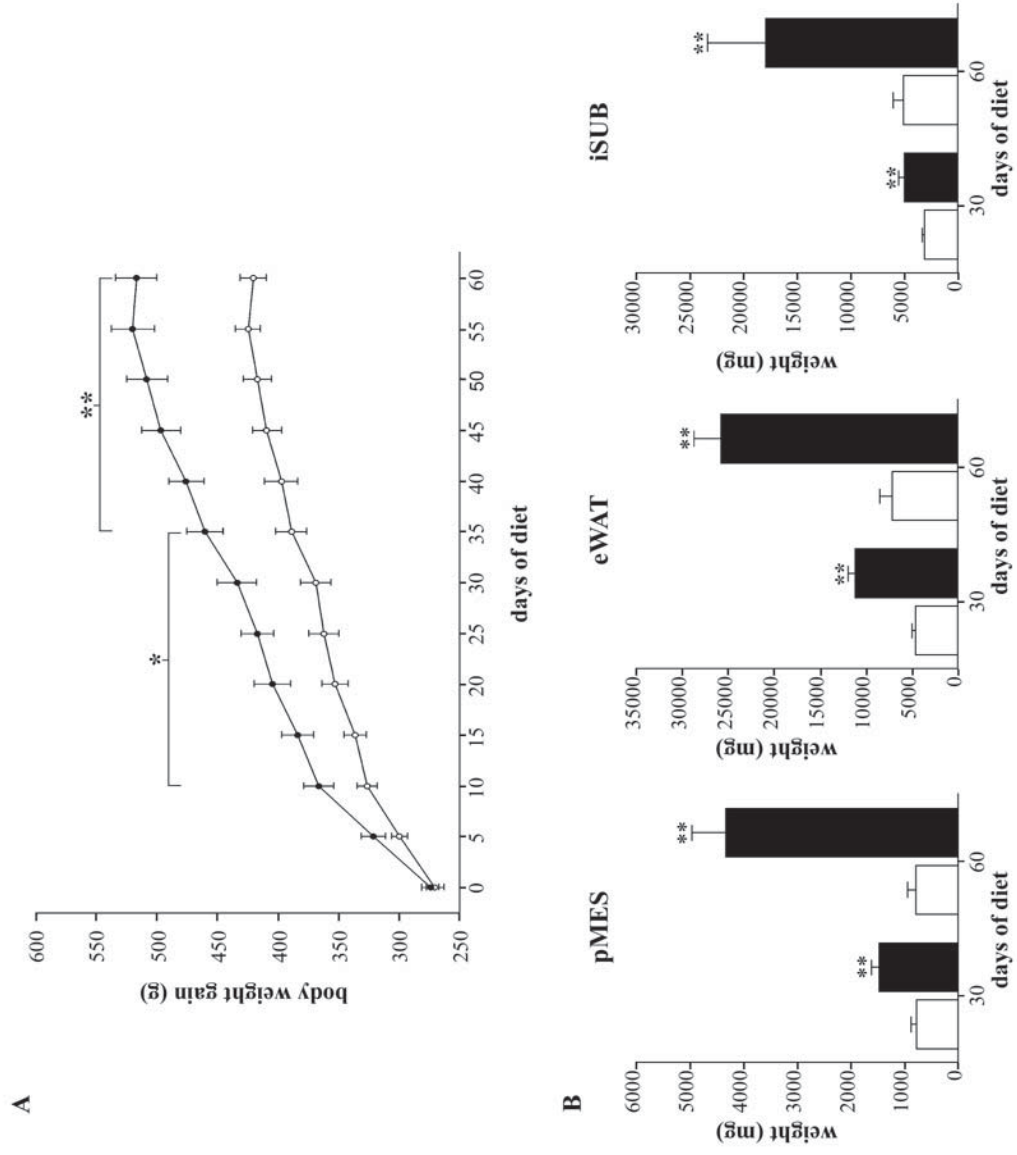 A
600
550
500
450
400
350
300
250
body weight gain (g)
**
*
0 5 10 15 20 25 30 35 40 45 50 55 60
days of diet
B
pMES
6000
5000
4000
3000
2000
1000
0
weight (mg)
**
**
30 60
days of diet
eWAT
35000
30000
25000
20000
15000
10000
5000
0
weight (mg)
**
**
30 60
days of diet
iSUB
30000
25000
20000
15000
10000
5000
0
weight (mg)
**
**
30 60
days of diet